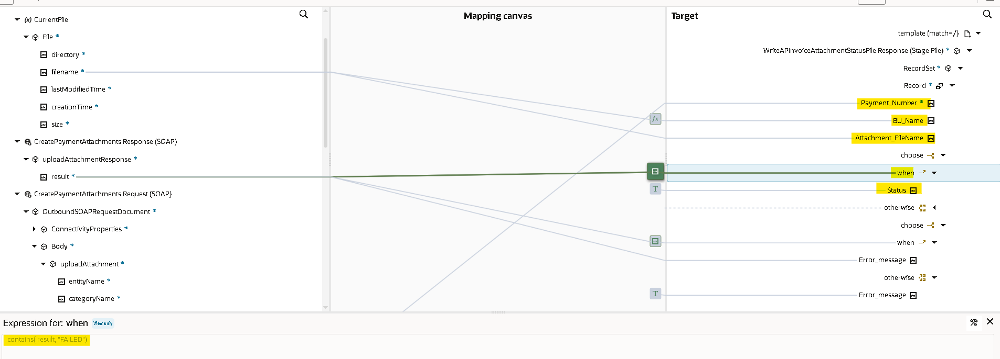 (x) CurrentFile
File *
directory *
filename *
lastModifiedTime *
creationTime *
size *
CreatePaymentAttachments Response (SOAP)
uploadAttachmentResponse *
result *
CreatePaymentAttachments Request (SOAP)
OutboundSOAPRequestDocument *
ConnectivityProperties *
Body *
uploadAttachment *
entityName *
categoryName *
Mapping canvas
fx
T
T
Target
template (match=/)
WriteAPInvoiceAttachmentStatusFile Response (Stage File) *
RecordSet *
Record *
Payment_Number *
BU_Name
Attachment_FileName
choose
when
Status
otherwise
choose
when
Error_message
otherwise
Error_message
Expression for: when View only
contains( result, "FAILED")